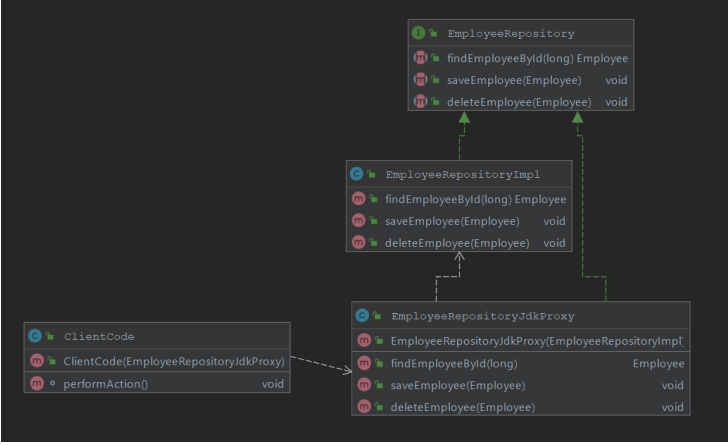 EmployeeRepository
findEmployeeById(long) Employee
saveEmployee(Employee) void
deleteEmployee(Employee) void
EmployeeRepositoryImpl
findEmployeeById(long) Employee
saveEmployee(Employee) void
deleteEmployee(Employee) void
EmployeeRepositoryJdkProxy
EmployeeRepositoryJdkProxy(EmployeeRepositoryImpl)
findEmployeeById(long) Employee
saveEmployee(Employee) void
deleteEmployee(Employee) void
ClientCode
ClientCode(EmployeeRepositoryJdkProxy)
performAction() void